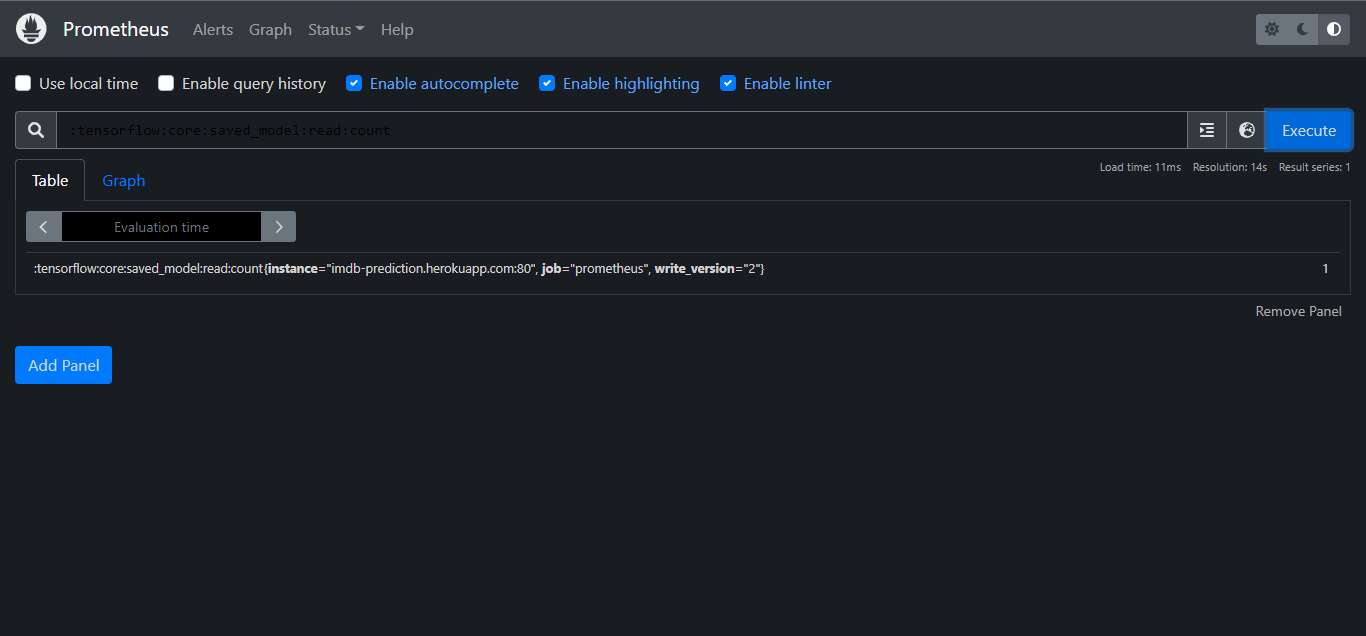 Prometheus Alerts Graph Status Help
Use local time Enable query history Enable autocomplete Enable highlighting Enable linter
:tensorflow:core:saved_model:read:count Execute
Table Graph Load time: 11ms Resolution: 14s Result series: 1
Evaluation time
:tensorflow:core:saved_model:read:count{instance="imdb-prediction.herokuapp.com:80", job="prometheus", write_version="2"} 1
Remove Panel
Add Panel